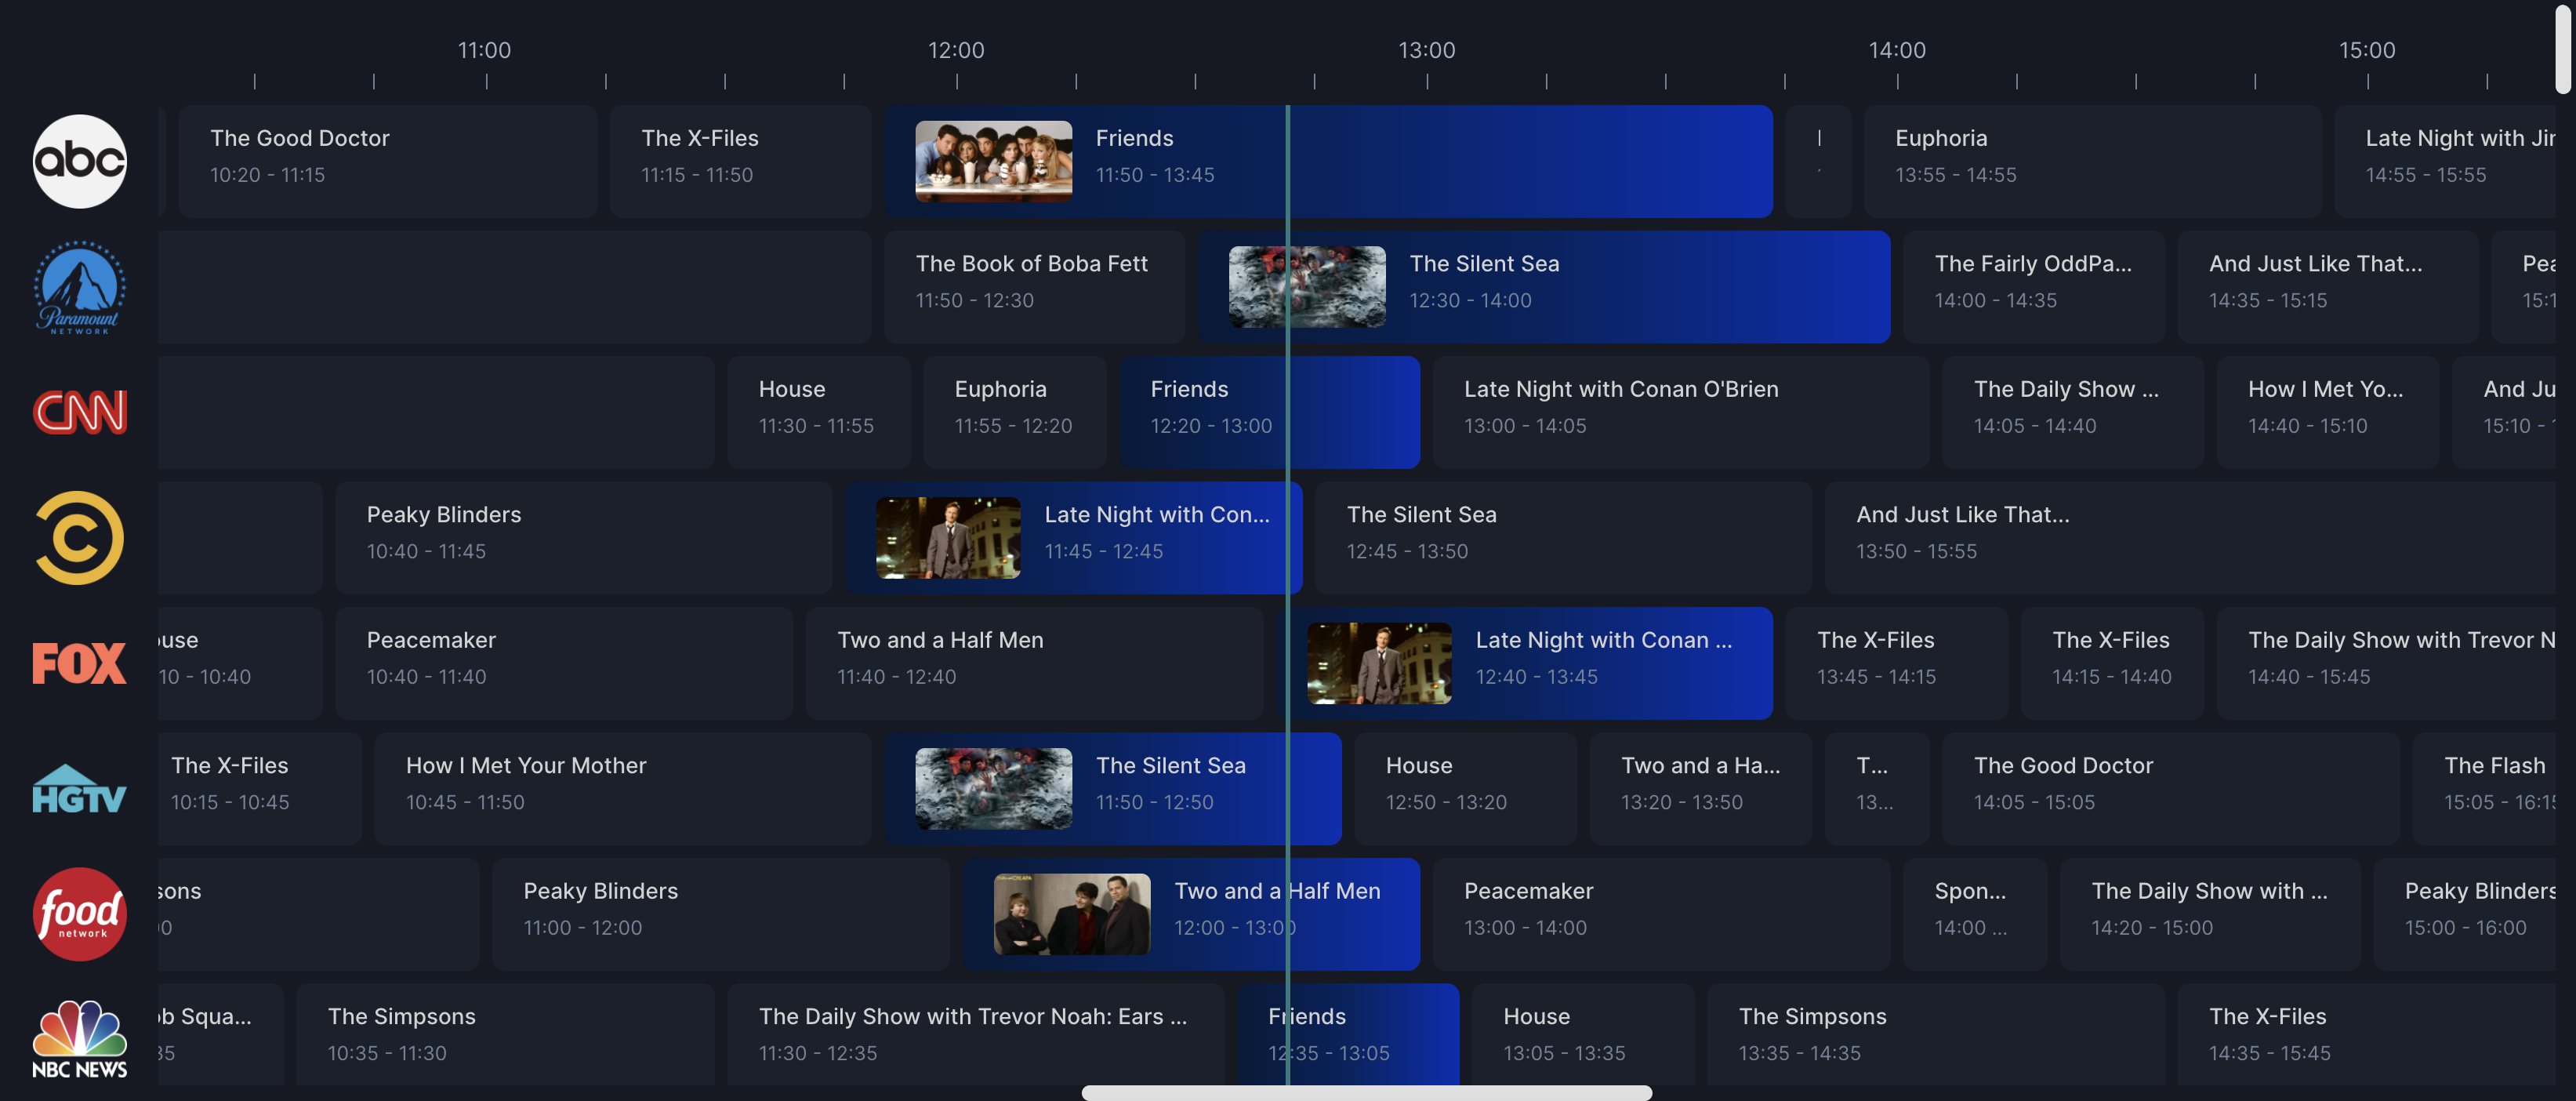 11:00
12:00
13:00
14:00
15:00
abc
The Good Doctor
10:20 - 11:15
The X-Files
11:15 - 11:50
Friends
11:50 - 13:45
Euphoria
13:55 - 14:55
Late Night with Jir
14:55 - 15:55
Paramount
NETWORK
The Book of Boba Fett
11:50 - 12:30
The Silent Sea
12:30 - 14:00
The Fairly OddPa...
14:00 - 14:35
And Just Like That...
14:35 - 15:15
Pea
15:1
CNN
House
11:30 - 11:55
Euphoria
11:55 - 12:20
Friends
12:20 - 13:00
Late Night with Conan O'Brien
13:00 - 14:05
The Daily Show ...
14:05 - 14:40
How I Met Yo...
14:40 - 15:10
And Ju
15:10 -
Peaky Blinders
10:40 - 11:45
Late Night with Con...
11:45 - 12:45
The Silent Sea
12:45 - 13:50
And Just Like That...
13:50 - 15:55
FOX
ouse
10 - 10:40
Peacemaker
10:40 - 11:40
Two and a Half Men
11:40 - 12:40
Late Night with Conan ...
12:40 - 13:45
The X-Files
13:45 - 14:15
The X-Files
14:15 - 14:40
The Daily Show with Trevor N
14:40 - 15:45
HGTV
The X-Files
10:15 - 10:45
How I Met Your Mother
10:45 - 11:50
The Silent Sea
11:50 - 12:50
House
12:50 - 13:20
Two and a Ha...
13:20 - 13:50
T...
13...
The Good Doctor
14:05 - 15:05
The Flash
15:05 - 16:15
food
network
sons
00
Peaky Blinders
11:00 - 12:00
Two and a Half Men
12:00 - 13:00
Peacemaker
13:00 - 14:00
Spon...
14:00 ...
The Daily Show with ...
14:20 - 15:00
Peaky Blinders
15:00 - 16:00
NBC NEWS
ob Squa...
35
The Simpsons
10:35 - 11:30
The Daily Show with Trevor Noah: Ears ...
11:30 - 12:35
Friends
12:35 - 13:05
House
13:05 - 13:35
The Simpsons
13:35 - 14:35
The X-Files
14:35 - 15:45